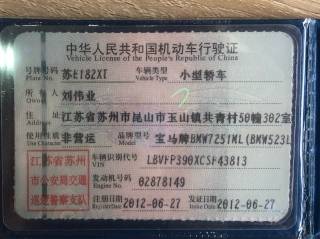 中华人民共和国机动车行驶证
Vehicle License of the People's Republic of China
号牌号码 苏E182XT 车辆类型 小型轿车
Plate No. Vehicle Type
所有人 刘伟业
Owner
住址 江苏省苏州市昆山市玉山镇共青村50幢302室
Address
使用性质 非营运 品牌型号 宝马牌BMW7251ML(BMW523L
Use Character Model
江苏省苏州
市公安局交通
巡逻警察支队
车辆识别代号 LBVFP390XCSF43813
VIN
发动机号码 02878149
Engine No.
注册日期 2012-06-27 发证日期 2012-06-27
Register Date Issue Date